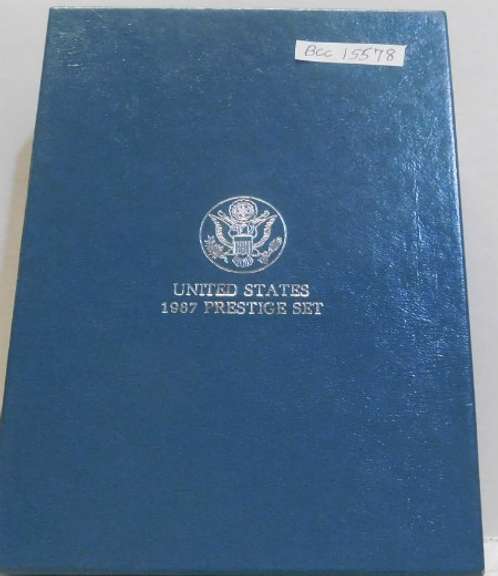 BCC 15578
UNITED STATES
1987 PRESTIGE SET